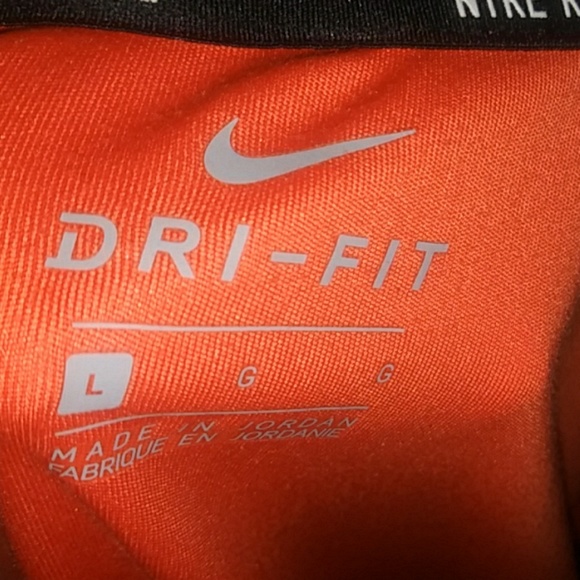 NIKE
DRI-FIT
L G G
MADE IN JORDAN
FABRIQUE EN JORDANIE